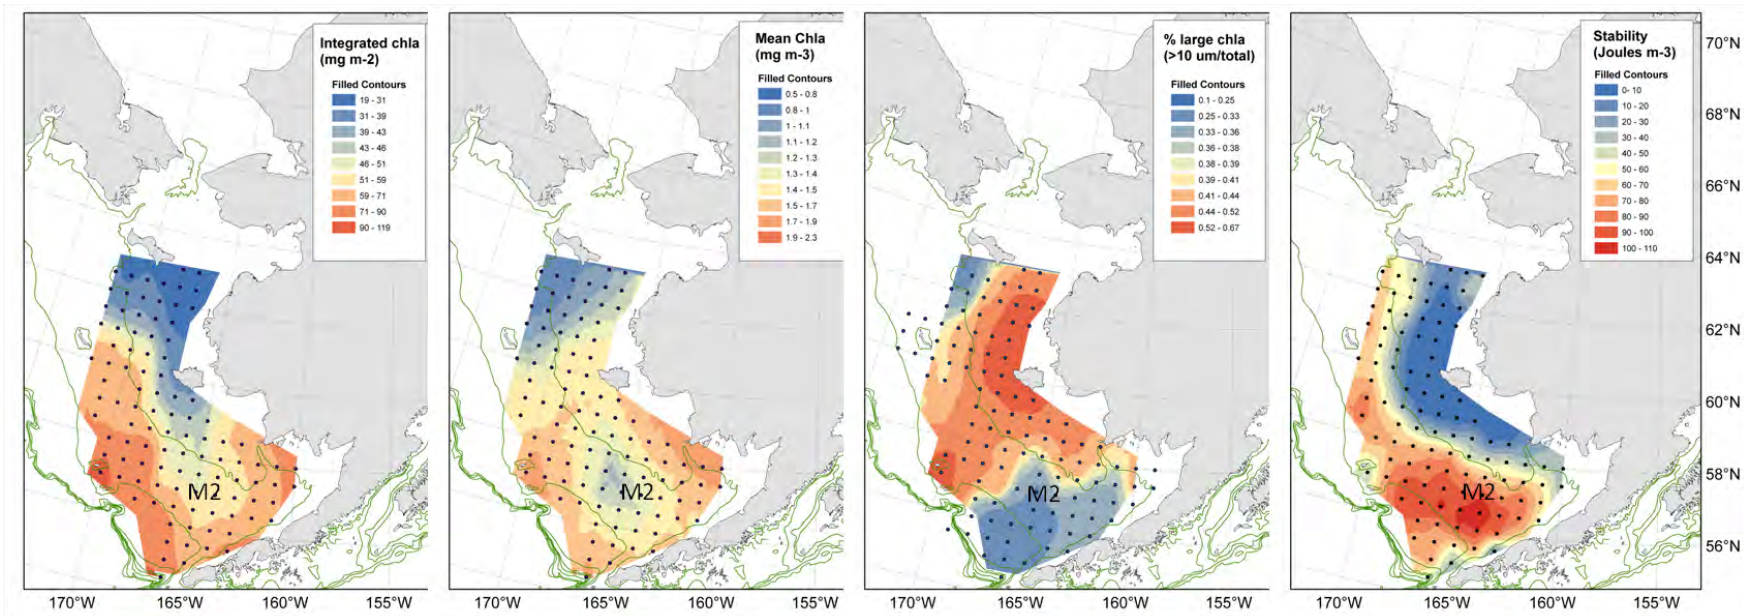 Integrated chla
(mg m-2)
Filled Contours
19 - 31
31 - 39
39 - 43
43 - 46
46 - 51
51 - 59
59 - 71
71 - 90
90 - 119
M2
170°W
165°W
160°W
155°W
Mean Chla
(mg m-3)
Filled Contours
0.5 - 0.8
0.8 - 1
1 - 1.1
1.1 - 1.2
1.2 - 1.3
1.3 - 1.4
1.4 - 1.5
1.5 - 1.7
1.7 - 1.9
1.9 - 2.3
M2
170°W
165°W
160°W
155°W
% large chla
(>10 um/total)
Filled Contours
0.1 - 0.25
0.25 - 0.33
0.33 - 0.36
0.36 - 0.38
0.38 - 0.39
0.39 - 0.41
0.41 - 0.44
0.44 - 0.52
0.52 - 0.67
M2
170°W
165°W
160°W
155°W
Stability
(Joules m-3)
Filled Contours
0- 10
10 - 20
20 - 30
30 - 40
40 - 50
50 - 60
60 - 70
70 - 80
80 - 90
90 - 100
100 - 110
M2
70°N
68°N
66°N
64°N
62°N
60°N
58°N
56°N
170°W
165°W
160°W
155°W